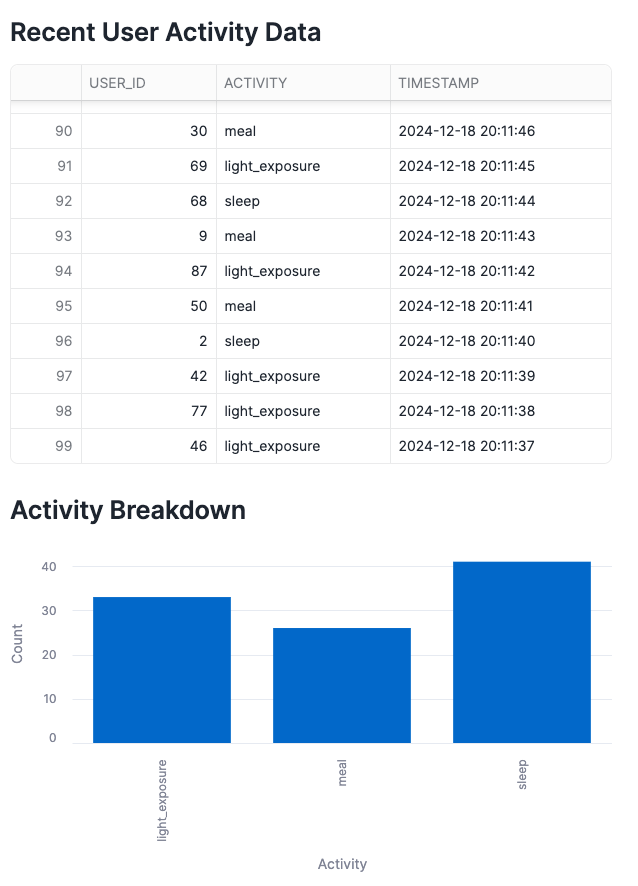 Recent User Activity Data
USER_ID ACTIVITY TIMESTAMP
90 30 meal 2024-12-18 20:11:46
91 69 light_exposure 2024-12-18 20:11:45
92 68 sleep 2024-12-18 20:11:44
93 9 meal 2024-12-18 20:11:43
94 87 light_exposure 2024-12-18 20:11:42
95 50 meal 2024-12-18 20:11:41
96 2 sleep 2024-12-18 20:11:40
97 42 light_exposure 2024-12-18 20:11:39
98 77 light_exposure 2024-12-18 20:11:38
99 46 light_exposure 2024-12-18 20:11:37
Activity Breakdown
Count
40
30
20
10
0
light_exposure meal sleep
Activity